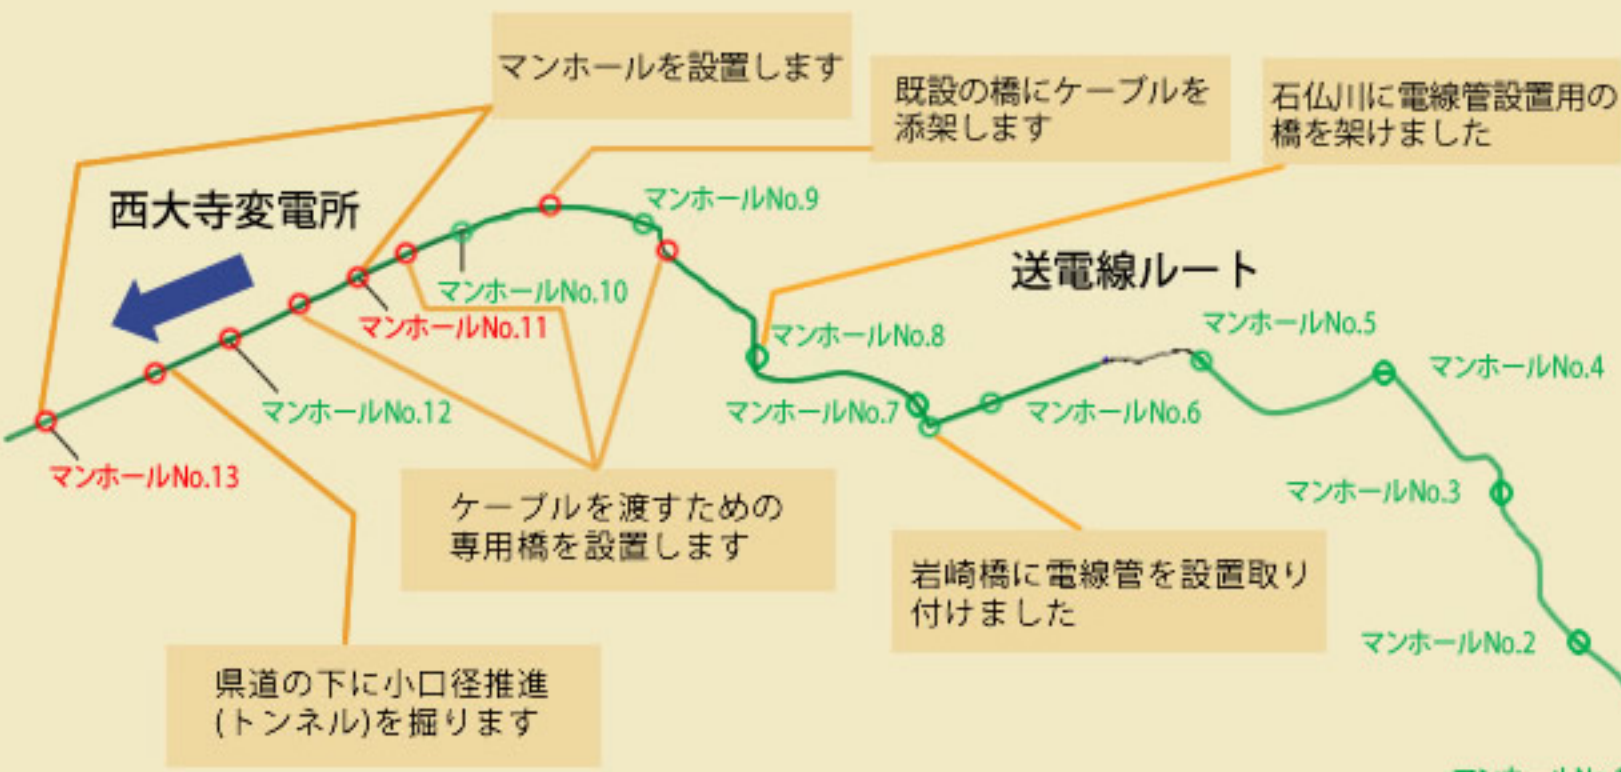 マンホールを設置します
既設の橋にケーブルを
添架します
石仏川に電線管設置用の
橋を架けました
西大寺変電所
マンホールNo.9
送電線ルート
マンホールNo.10
マンホールNo.11
マンホールNo.8
マンホールNo.5
マンホールNo.4
マンホールNo.12
マンホールNo.7
マンホールNo.6
マンホールNo.13
マンホールNo.3
ケーブルを渡すための
専用橋を設置します
岩崎橋に電線管を設置取り
付けました
マンホールNo.2
県道の下に小口径推進
(トンネル)を掘ります